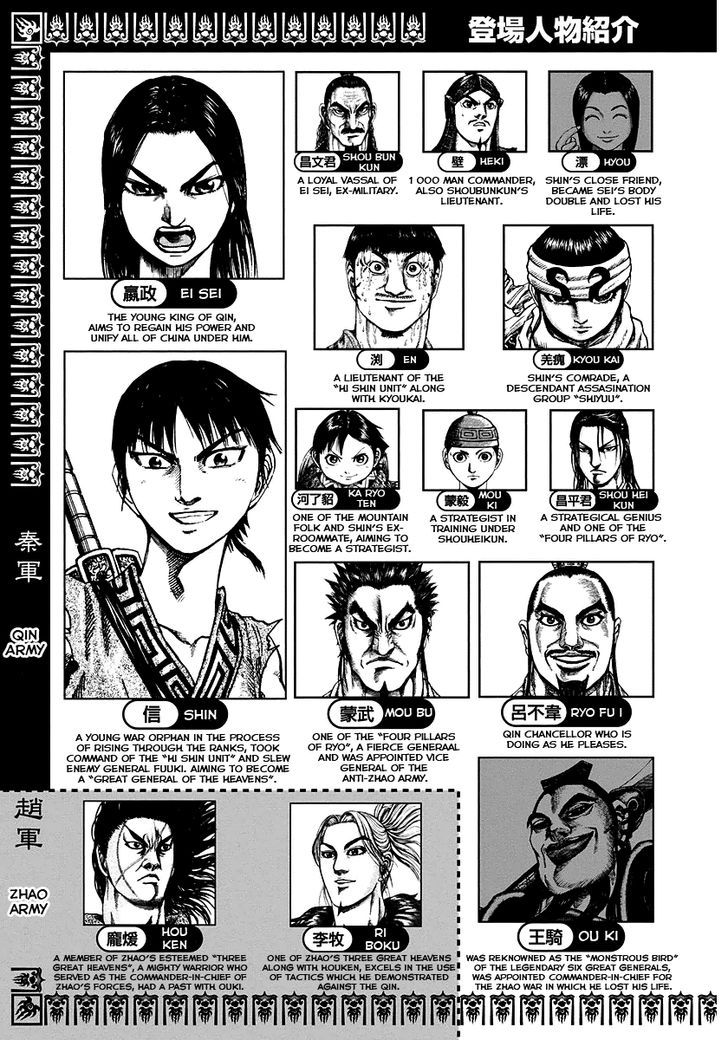 登場人物紹介
嬴政 EI SEI
THE YOUNG KING OF QIN,
AIMS TO REGAIN HIS POWER AND
UNIFY ALL OF CHINA UNDER HIM.
昌文君 SHOU BUN
KUN
A LOYAL VASSAL OF
EI SEI, EX-MILITARY.
壁 HEKI
1 000 MAN COMMANDER,
ALSO SHOUBUNKUN'S
LIEUTENANT.
漂 HYOU
SHIN'S CLOSE FRIEND,
BECAME SEI'S BODY
DOUBLE AND LOST HIS
LIFE.
渕 EN
A LIEUTENANT OF THE
"HI SHIN UNIT" ALONG
WITH KYOUKAI.
羌瘣 KYOU KAI
SHIN'S COMRADE, A
DESCENDANT ASSASINATION
GROUP "SHIYUU".
信 SHIN
A YOUNG WAR ORPHAN IN THE PROCESS
OF RISING THROUGH THE RANKS, TOOK
COMMAND OF THE "HI SHIN UNIT" AND SLEW
ENEMY GENERAL FUUKI. AIMING TO BECOME
A "GREAT GENERAL OF THE HEAVENS".
河了貂 KA RYO
TEN
ONE OF THE MOUNTAIN
FOLK AND SHIN'S EX-
ROOMMATE, AIMING TO
BECOME A STRATEGIST.
蒙毅 MOU
KI
A STRATEGIST IN
TRAINING UNDER
SHOUHEIKUN.
昌平君 SHOU HEI
KUN
A STRATEGICAL GENIUS
AND ONE OF THE
"FOUR PILLARS OF RYO".
蒙武 MOU BU
ONE OF THE "FOUR PILLARS
OF RYO", A FIERCE GENERAAL
AND WAS APPOINTED VICE
GENERAL OF THE
ANTI-ZHAO ARMY.
呂不韋 RYO FU I
QIN CHANCELLOR WHO IS
DOING AS HE PLEASES.
王騎 OU KI
WAS REKNOWNED AS THE "MONSTROUS BIRD"
OF THE LEGENDARY SIX GREAT GENERALS,
WAS APPOINTED COMMANDER-IN-CHIEF FOR
THE ZHAO WAR IN WHICH HE LOST HIS LIFE.
秦軍
QIN
ARMY
趙軍
ZHAO
ARMY
龐煖 HOU
KEN
A MEMBER OF ZHAO'S ESTEEMED "THREE
GREAT HEAVENS", A MIGHTY WARRIOR WHO
SERVED AS THE COMMANDER-IN-CHIEF OF
ZHAO'S FORCES, HAD A PAST WITH OUKI.
李牧 RI
BOKU
ONE OF ZHAO'S THREE GREAT HEAVENS
ALONG WITH HOUKEN, EXCELS IN THE USE
OF TACTICS WHICH HE DEMONSTRATED
AGAINST THE QIN.